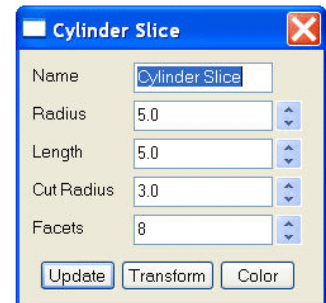 Cylinder Slice
Name Cylinder Slice
Radius 5.0
Length 5.0
Cut Radius 3.0
Facets 8
Update Transform Color